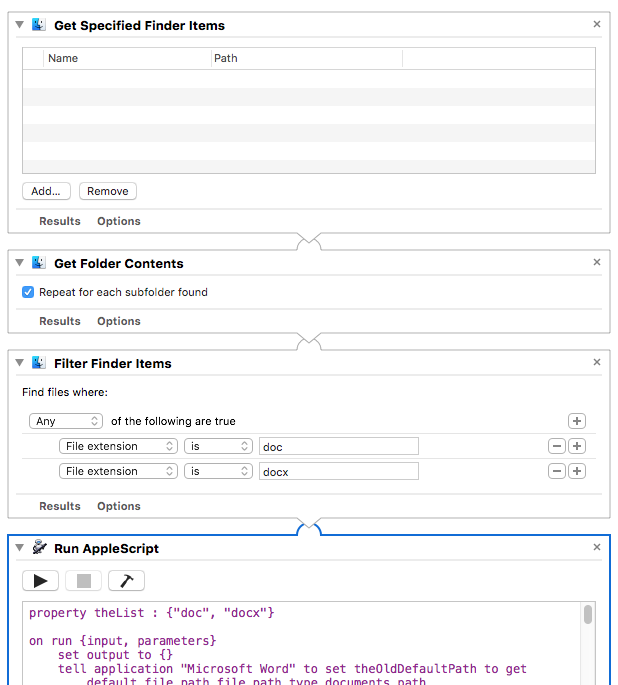 Get Specified Finder Items
Name Path
Add... Remove
Results Options
Get Folder Contents
Repeat for each subfolder found
Results Options
Filter Finder Items
Find files where:
Any of the following are true
File extension is doc
File extension is docx
Results Options
Run AppleScript
property theList : {"doc", "docx"}
on run {input, parameters}
set output to {}
tell application "Microsoft Word" to set theOldDefaultPath to get
default file path file path type documents path